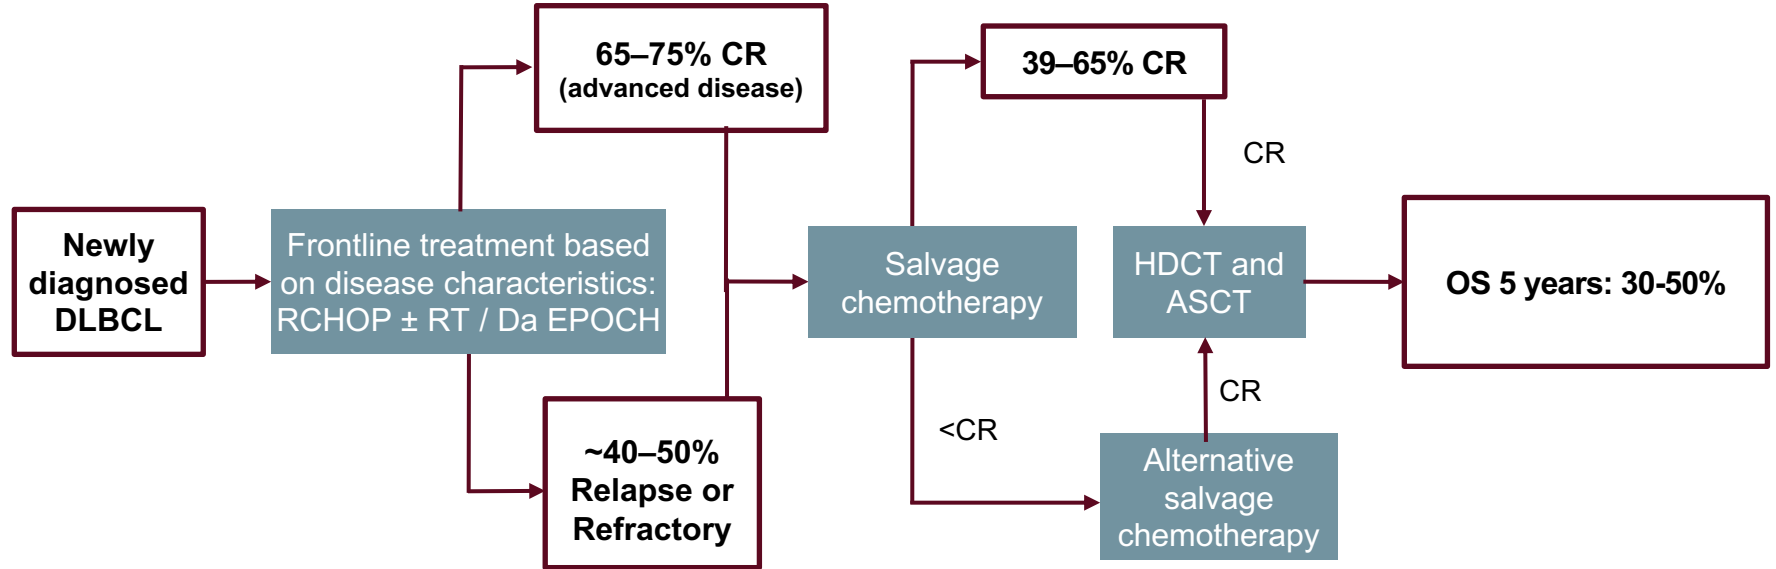 Newly
diagnosed
DLBCL
Frontline treatment based
on disease characteristics:
RCHOP ± RT / Da EPOCH
65–75% CR
(advanced disease)
~40–50%
Relapse or
Refractory
Salvage
chemotherapy
39–65% CR
CR
<CR
HDCT and
ASCT
CR
Alternative
salvage
chemotherapy
OS 5 years: 30-50%